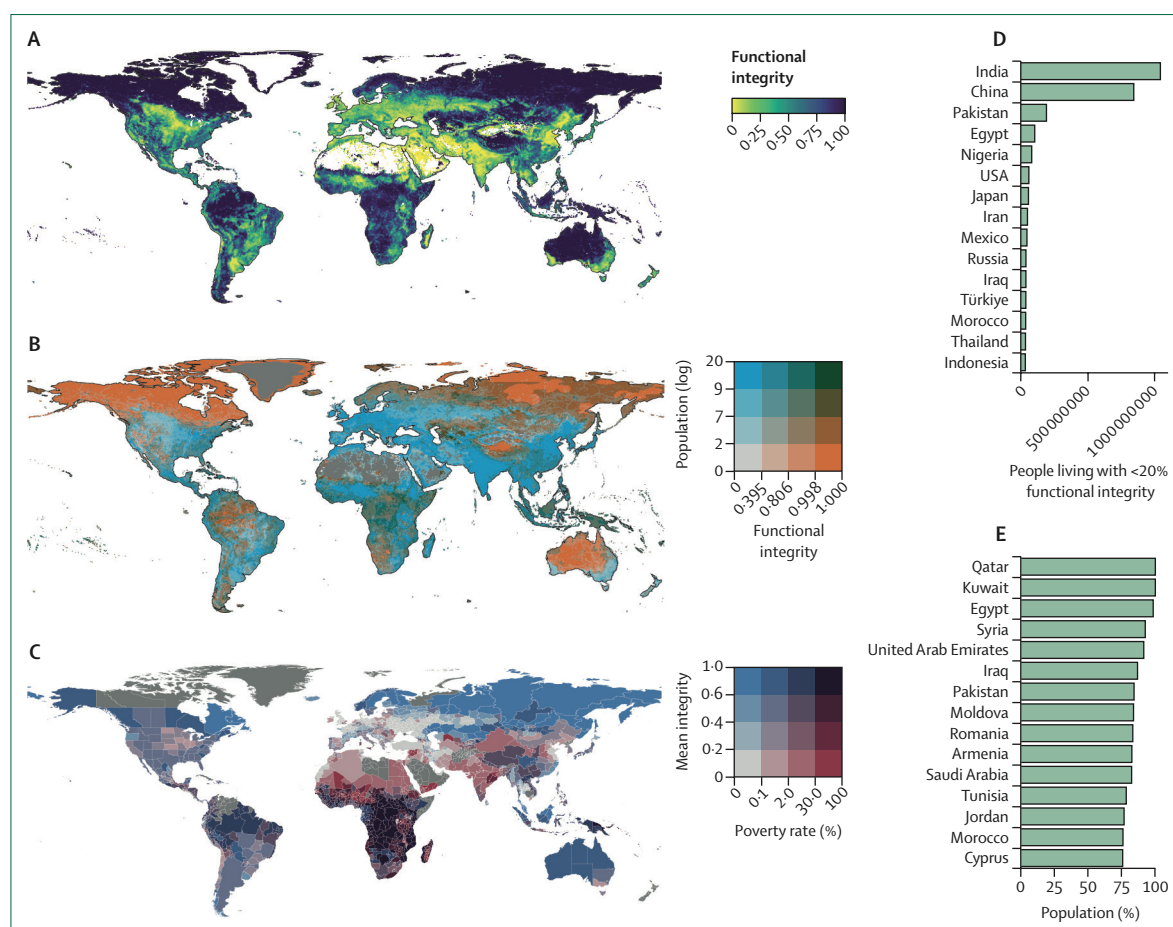 A
Functional
integrity
0
0·25
0·50
0·75
1·00
B
Population (log)
20
9
7
2
0
0
0·395
0·806
0·998
1·000
Functional
integrity
C
Mean integrity
1·0
0·6
0·4
0·2
0
0
0·1
2·0
30·0
100
Poverty rate (%)
D
India
China
Pakistan
Egypt
Nigeria
USA
Japan
Iran
Mexico
Russia
Iraq
Türkiye
Morocco
Thailand
Indonesia
0
500000000
1000000000
People living with <20%
functional integrity
E
Qatar
Kuwait
Egypt
Syria
United Arab Emirates
Iraq
Pakistan
Moldova
Romania
Armenia
Saudi Arabia
Tunisia
Jordan
Morocco
Cyprus
0
25
50
75
100
Population (%)